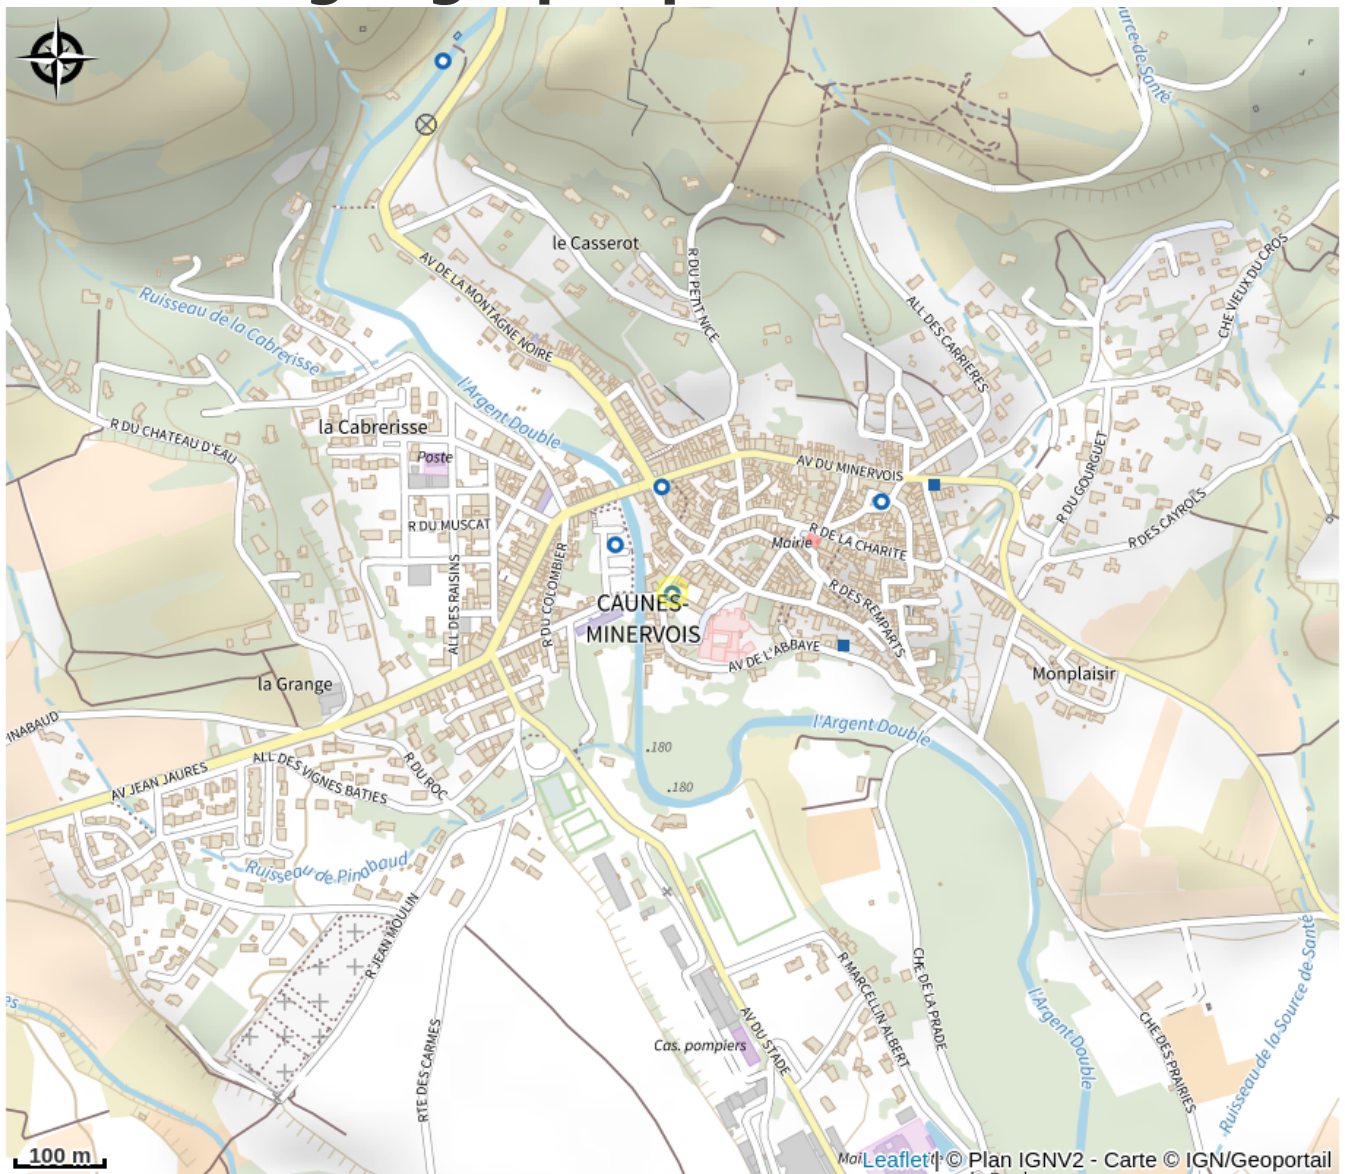 urce de Santé
le Casserot
R DU PETIT NICE
AV DE LA MONTAGNE NOIRE
CHE VIEUX DU CROS
Ruisseau de la Cabrerisse
ALL DES CARRIERES
l'Argent Double
la Cabrerisse
R DU CHATEAU D'EAU
Poste
AV DU MINERVOIS
R DU GOURGUET
R DES CAYROLS
R DU MUSCAT
R DE LA CHARITE
Mairie
R DU COLOMBIER
ALL DES RAISINS
R DES REMPARTS
CAUNES-
MINERVOIS
AV DE L'ABBAYE
Monplaisir
la Grange
INABAUD
l'Argent Double
.180
.180
ALL DES VIGNES BATIES
R DU ROC
AV JEAN JAURES
Ruisseau de Pinabaud
R JEAN MOULIN
R MARCELLIN ALBERT
CHE DE LA PRADE
l'Argent Double
Ruisseau de la Source de Santé
es
CHE DES PRAIRIES
AV DU STADE
Cas. pompiers
RTE DES CARMES
100 m
Leaflet | © Plan IGNV2 - Carte © IGN/Geoportail